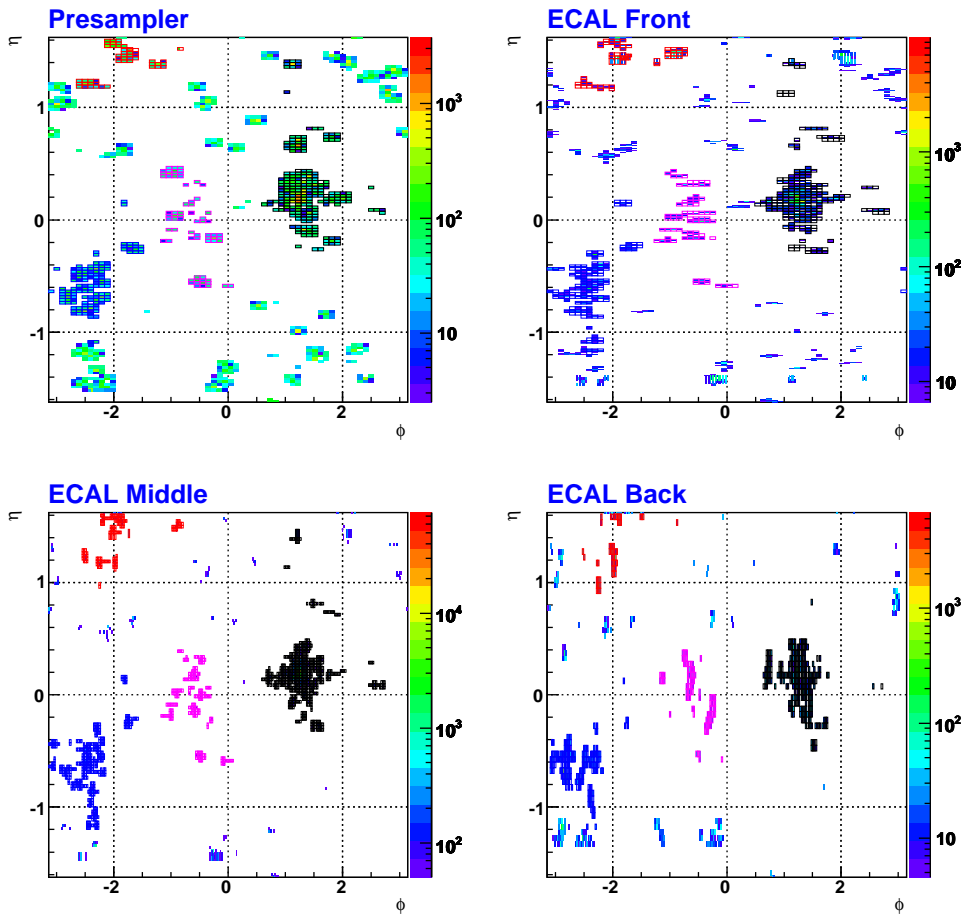 Presampler
η
1
0
-1
-2 0 2
ϕ
10³
10²
10
ECAL Front
η
1
0
-1
-2 0 2
ϕ
10³
10²
10
ECAL Middle
η
1
0
-1
-2 0 2
ϕ
10⁴
10³
10²
ECAL Back
η
1
0
-1
-2 0 2
ϕ
10³
10²
10